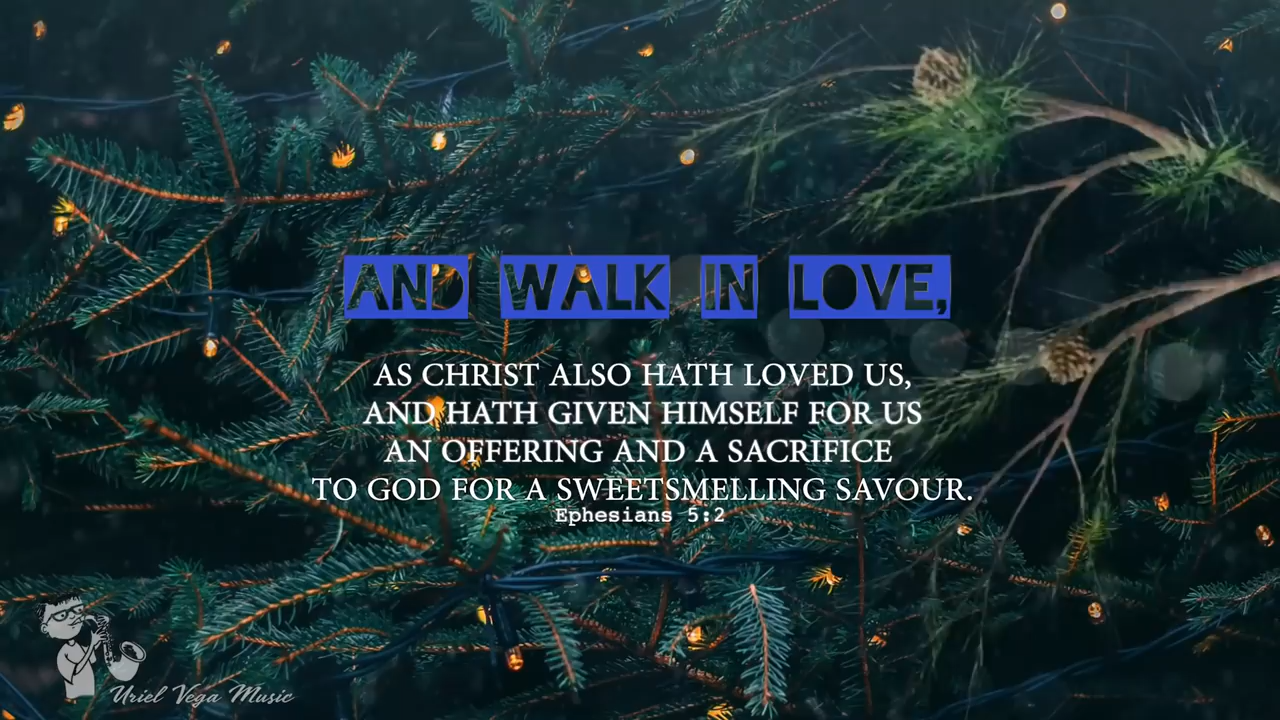 AND WALK IN LOVE,
AS CHRIST ALSO HATH LOVED US,
AND HATH GIVEN HIMSELF FOR US
AN OFFERING AND A SACRIFICE
TO GOD FOR A SWEETSMELLING SAVOUR.
Ephesians 5:2
Uriel Vega Music